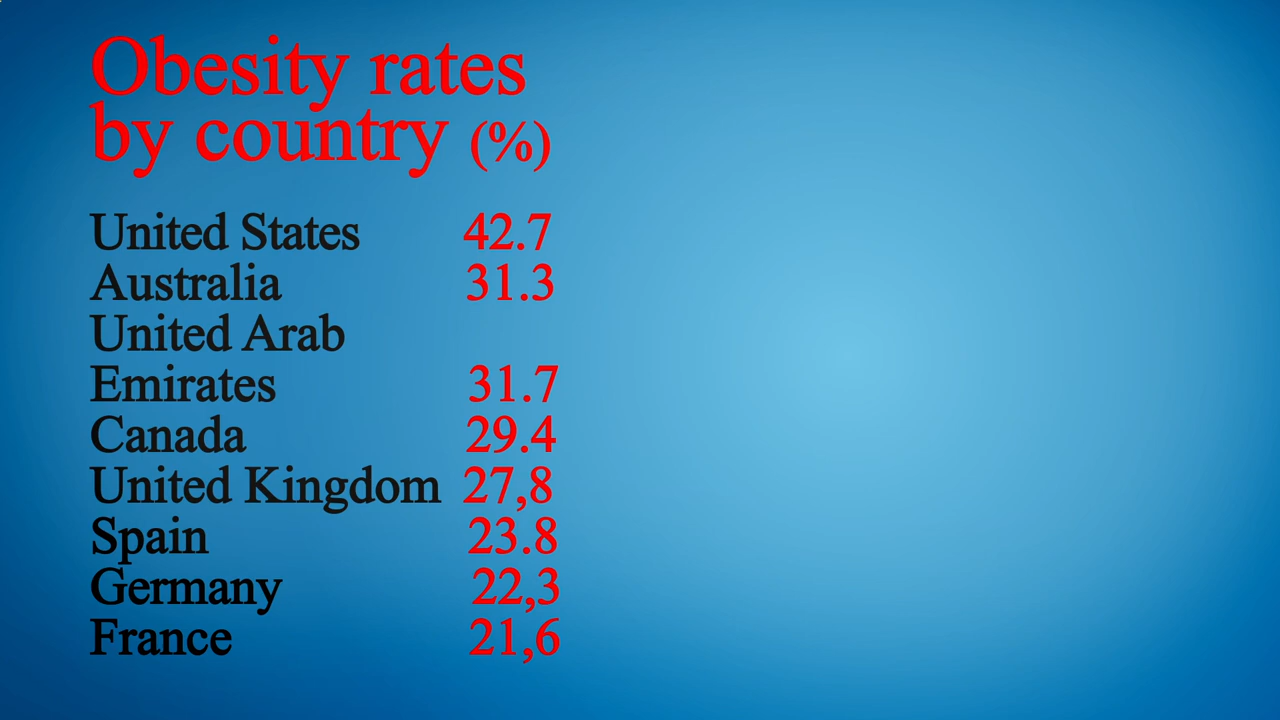 Obesity rates
by country (%)
United States 42.7
Australia 31.3
United Arab
Emirates 31.7
Canada 29.4
United Kingdom 27,8
Spain 23.8
Germany 22,3
France 21,6